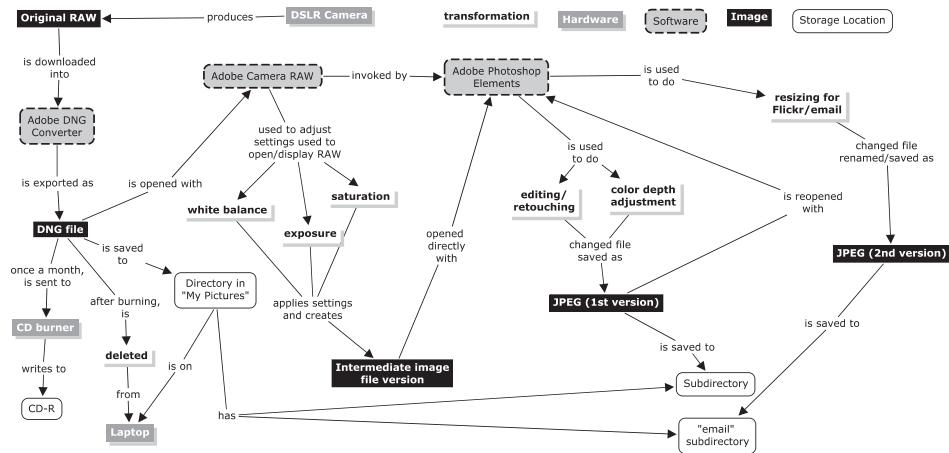 Original RAW
produces
DSLR Camera
transformation
Hardware
Software
Image
Storage Location
is downloaded
into
Adobe DNG
Converter
is exported as
DNG file
is opened with
Adobe Camera RAW
invoked by
Adobe Photoshop
Elements
is used
to do
resizing for
Flickr/email
changed file
renamed/saved as
JPEG (2nd version)
used to adjust
settings used to
open/display RAW
white balance
exposure
saturation
applies settings
and creates
Intermediate image
file version
opened
directly
with
is used
to do
editing/
retouching
color depth
adjustment
changed file
saved as
JPEG (1st version)
is reopened
with
is saved to
Subdirectory
is saved to
"email"
subdirectory
once a month,
is sent to
CD burner
writes to
CD-R
after burning,
is
deleted
from
Laptop
is saved
to
Directory in
"My Pictures"
is on
has